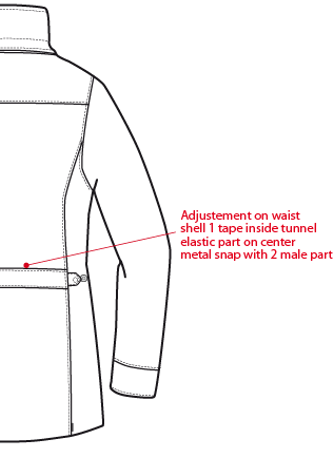 Adjustement on waist
shell 1 tape inside tunnel
elastic part on center
metal snap with 2 male part